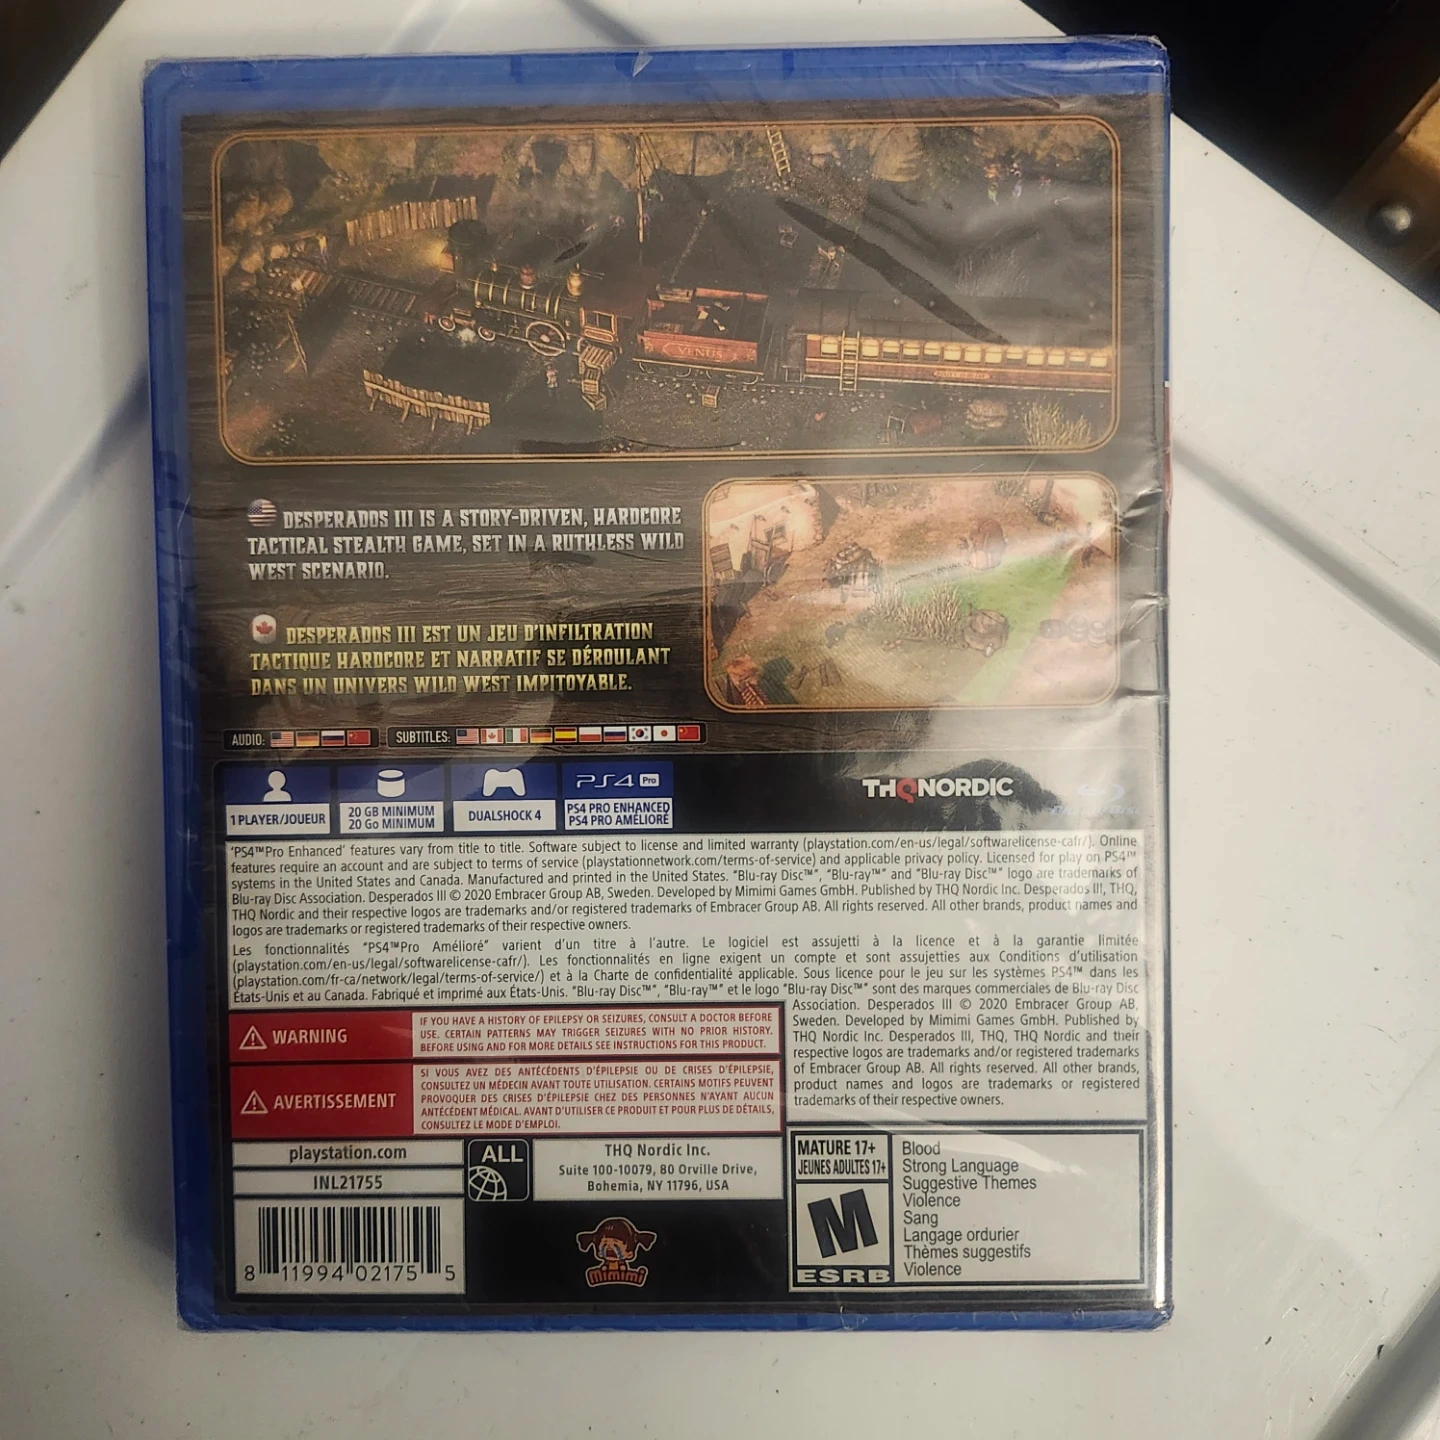 VENUS
DESPERADOS III IS A STORY-DRIVEN, HARDCORE
TACTICAL STEALTH GAME, SET IN A RUTHLESS WILD
WEST SCENARIO.
DESPERADOS III EST UN JEU D'INFILTRATION
TACTIQUE HARDCORE ET NARRATIF SE DÉROULANT
DANS UN UNIVERS WILD WEST IMPITOYABLE.
AUDIO: SUBTITLES:
PS4 Pro
1 PLAYER/JOUEUR
20 GB MINIMUM
20 Go MINIMUM
DUALSHOCK 4
PS4 PRO ENHANCED
PS4 PRO AMÉLIORÉ
THQ NORDIC
'PS4™Pro Enhanced' features vary from title to title. Software subject to license and limited warranty (playstation.com/en-us/legal/softwarelicense-cafr/). Online
features require an account and are subject to terms of service (playstationnetwork.com/terms-of-service) and applicable privacy policy. Licensed for play on PS4™
systems in the United States and Canada. Manufactured and printed in the United States. "Blu-ray Disc™", "Blu-ray™" and "Blu-ray Disc™" logo are trademarks of
Blu-ray Disc Association. Desperados III © 2020 Embracer Group AB, Sweden. Developed by Mimimi Games GmbH. Published by THQ Nordic Inc. Desperados III, THQ,
THQ Nordic and their respective logos are trademarks and/or registered trademarks of Embracer Group AB. All rights reserved. All other brands, product names and
logos are trademarks or registered trademarks of their respective owners.
Les fonctionnalités "PS4™Pro Amélioré" varient d'un titre à l'autre. Le logiciel est assujetti à la licence et à la garantie limitée
(playstation.com/en-us/legal/softwarelicense-cafr/). Les fonctionnalités en ligne exigent un compte et sont assujetties aux Conditions d'utilisation
(playstation.com/fr-ca/network/legal/terms-of-service/) et à la Charte de confidentialité applicable. Sous licence pour le jeu sur les systèmes PS4™ dans les
États-Unis et au Canada. Fabriqué et imprimé aux États-Unis. "Blu-ray Disc™", "Blu-ray™" et le logo "Blu-ray Disc™" sont des marques commerciales de Blu-ray Disc
Association. Desperados III © 2020 Embracer Group AB,
Sweden. Developed by Mimimi Games GmbH. Published by
THQ Nordic Inc. Desperados III, THQ, THQ Nordic and their
respective logos are trademarks and/or registered trademarks
of Embracer Group AB. All rights reserved. All other brands,
product names and logos are trademarks or registered
trademarks of their respective owners.
WARNING
IF YOU HAVE A HISTORY OF EPILEPSY OR SEIZURES, CONSULT A DOCTOR BEFORE
USE. CERTAIN PATTERNS MAY TRIGGER SEIZURES WITH NO PRIOR HISTORY.
BEFORE USING AND FOR MORE DETAILS SEE INSTRUCTIONS FOR THIS PRODUCT.
AVERTISSEMENT
SI VOUS AVEZ DES ANTÉCÉDENTS D'ÉPILEPSIE OU DE CRISES D'ÉPILEPSIE,
CONSULTEZ UN MÉDECIN AVANT TOUTE UTILISATION. CERTAINS MOTIFS PEUVENT
PROVOQUER DES CRISES D'ÉPILEPSIE CHEZ DES PERSONNES N'AYANT AUCUN
ANTÉCÉDENT MÉDICAL. AVANT D'UTILISER CE PRODUIT ET POUR PLUS DE DÉTAILS,
CONSULTEZ LE MODE D'EMPLOI.
playstation.com
INL21755
ALL
THQ Nordic Inc.
Suite 100-10079, 80 Orville Drive,
Bohemia, NY 11796, USA
8 11994 02175 5
mimimi
MATURE 17+
JEUNES ADULTES 17+
M
ESRB
Blood
Strong Language
Suggestive Themes
Violence
Sang
Langage ordurier
Thèmes suggestifs
Violence